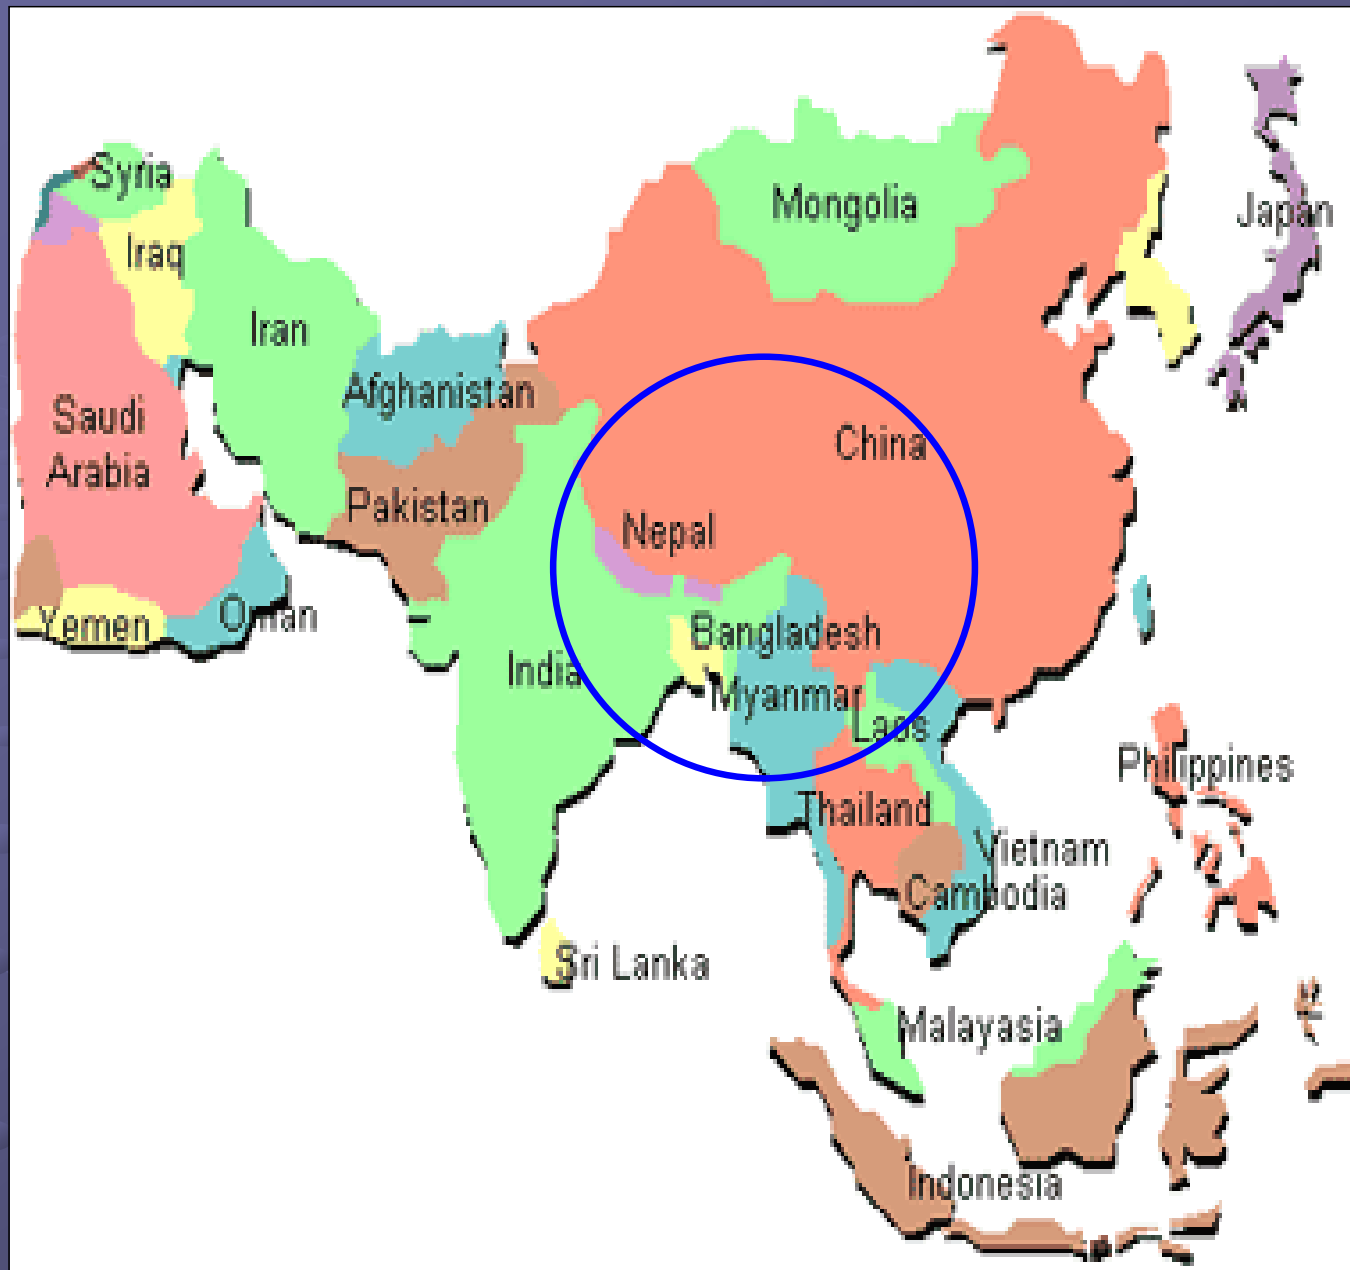 Syria
Mongolia
Japan
Iraq
Iran
Afghanistan
Saudi
Arabia
China
Pakistan
Nepal
Yemen
Oman
Bangladesh
India
Myanmar
Laos
Philippines
Thailand
Vietnam
Cambodia
Sri Lanka
Malayasia
Indonesia